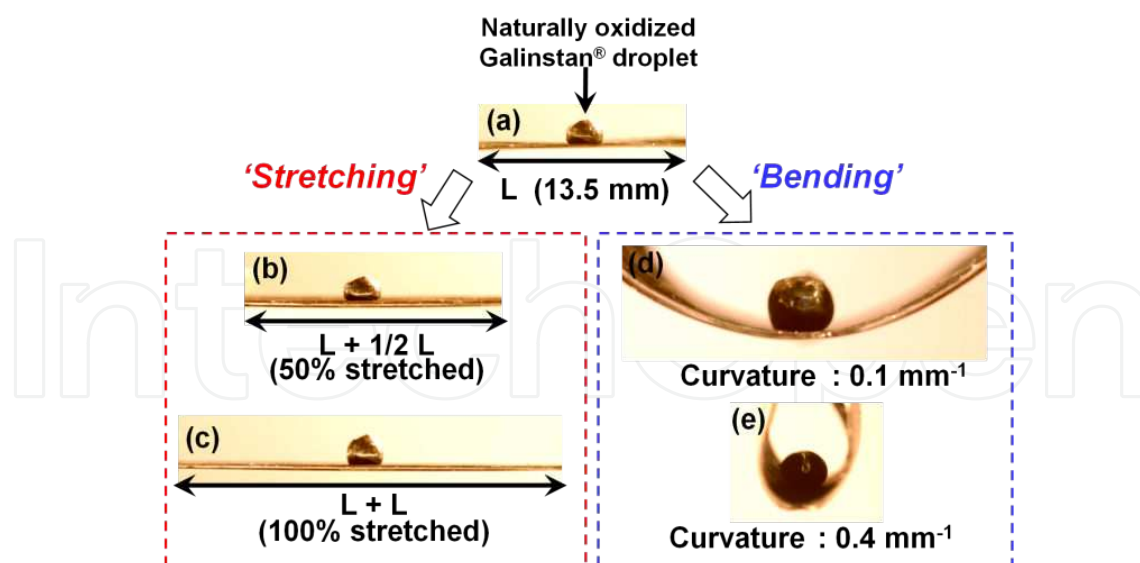 Naturally oxidized
Galinstan® droplet
(a)
'Stretching'
L (13.5 mm)
'Bending'
(b)
L + 1/2 L
(50% stretched)
(c)
L + L
(100% stretched)
(d)
Curvature : 0.1 mm⁻¹
(e)
Curvature : 0.4 mm⁻¹
IntechOpen